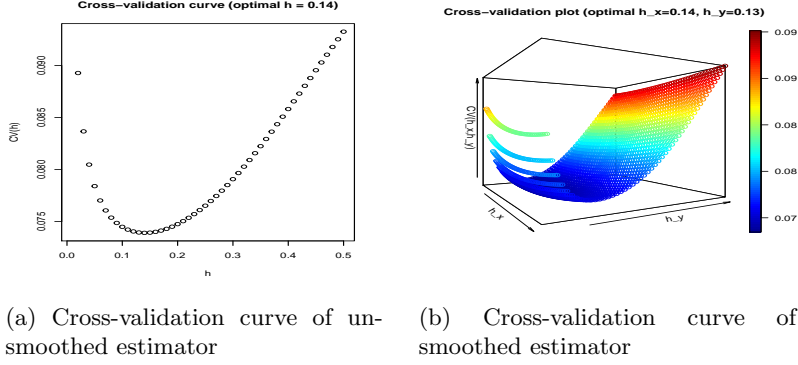 Cross−validation curve (optimal h = 0.14)
CV(h)
0.090
0.085
0.080
0.075
0.0 0.1 0.2 0.3 0.4 0.5
h
Cross−validation plot (optimal h_x=0.14, h_y=0.13)
CV(h_x,h_y)
h_x
h_y
0.09
0.09
0.08
0.08
0.07
(a) Cross-validation curve of un-
smoothed estimator
(b) Cross-validation curve of
smoothed estimator